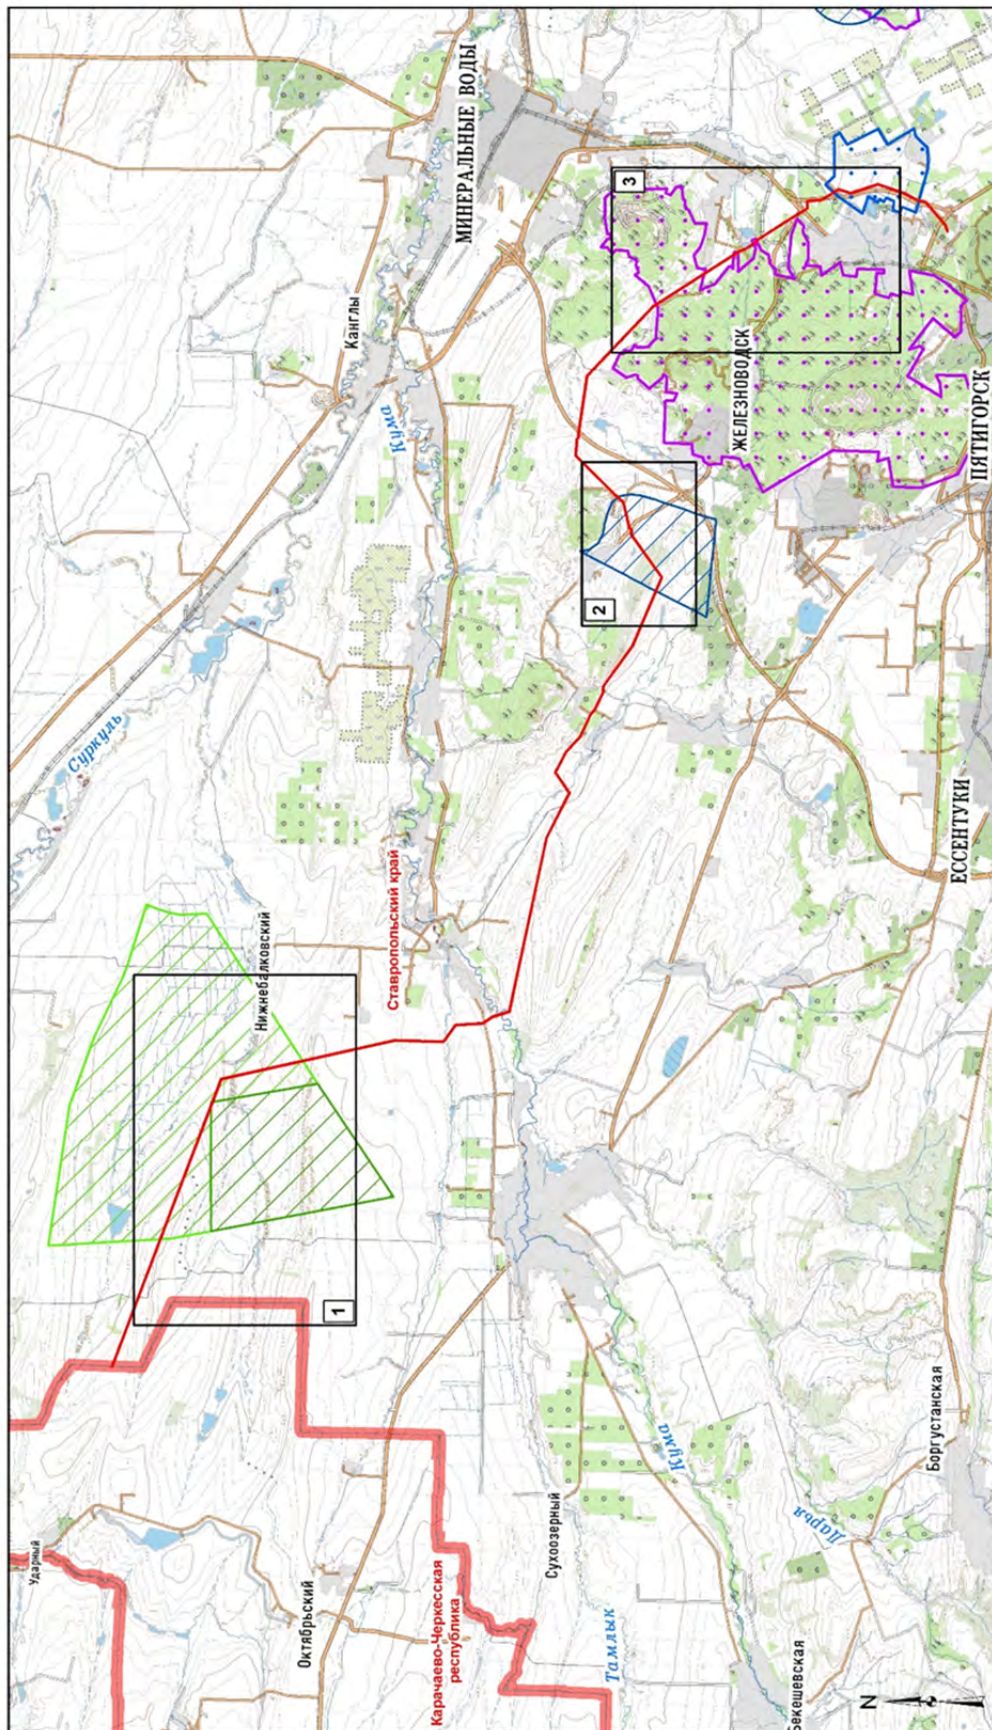 МИНЕРАЛЬНЫЕ ВОДЫ
Канглы
Кума
Суркуль
3
ЖЕЛЕЗНОВОДСК
ПЯТИГОРСК
2
Ставропольский край
Нижнебалковский
ЕССЕНТУКИ
1
Ударный
Октябрьский
Карачаево-Черкесская
республика
Сухоозерный
Тамлык
Кума
Дарья
Боргустанская
Бекешевская
N